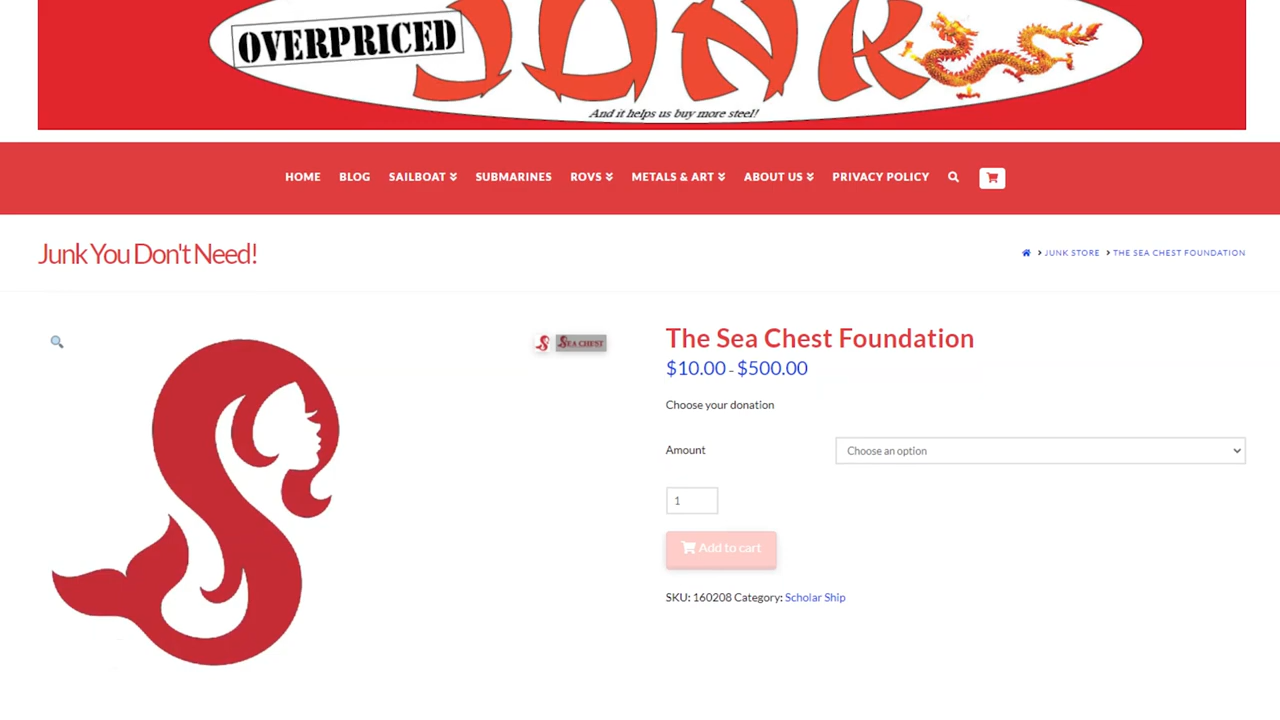 OVERPRICED JUNK
And it helps us buy more steel!
HOME BLOG SAILBOAT SUBMARINES ROVS METALS & ART ABOUT US PRIVACY POLICY
Junk You Don't Need!
JUNK STORE THE SEA CHEST FOUNDATION
SEA CHEST
The Sea Chest Foundation
$10.00 - $500.00
Choose your donation
Amount Choose an option
1
Add to cart
SKU: 160208 Category: Scholar Ship